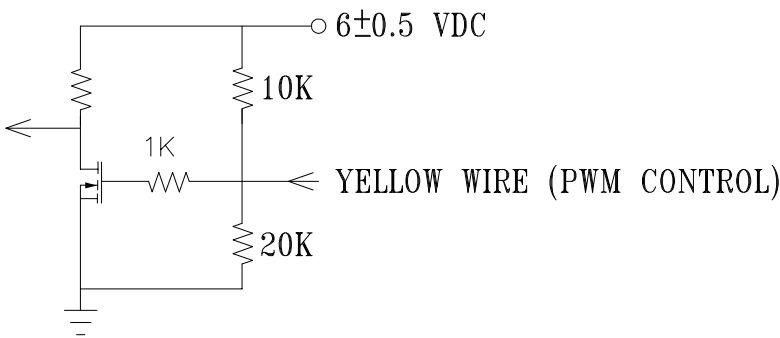 6±0.5 VDC
10K
1K
YELLOW WIRE (PWM CONTROL)
20K